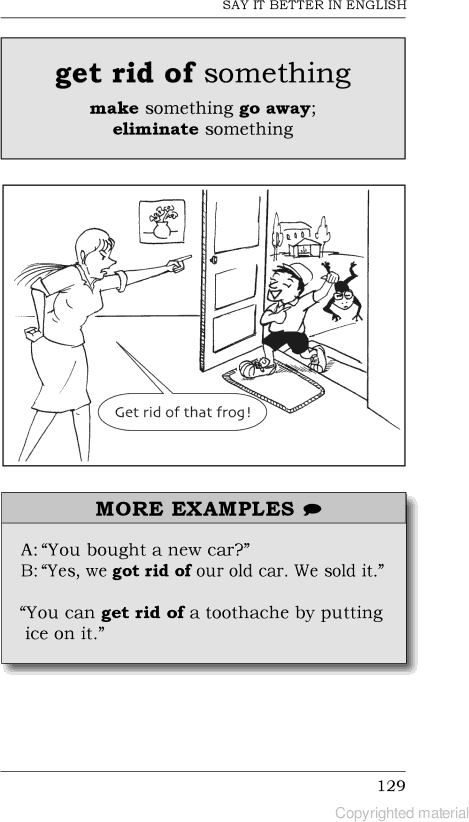 SAY IT BETTER IN ENGLISH
get rid of something
make something go away;
eliminate something
Get rid of that frog!
MORE EXAMPLES
A: “You bought a new car?”
B: “Yes, we got rid of our old car. We sold it.”
“You can get rid of a toothache by putting
ice on it.”
129
Copyrighted material